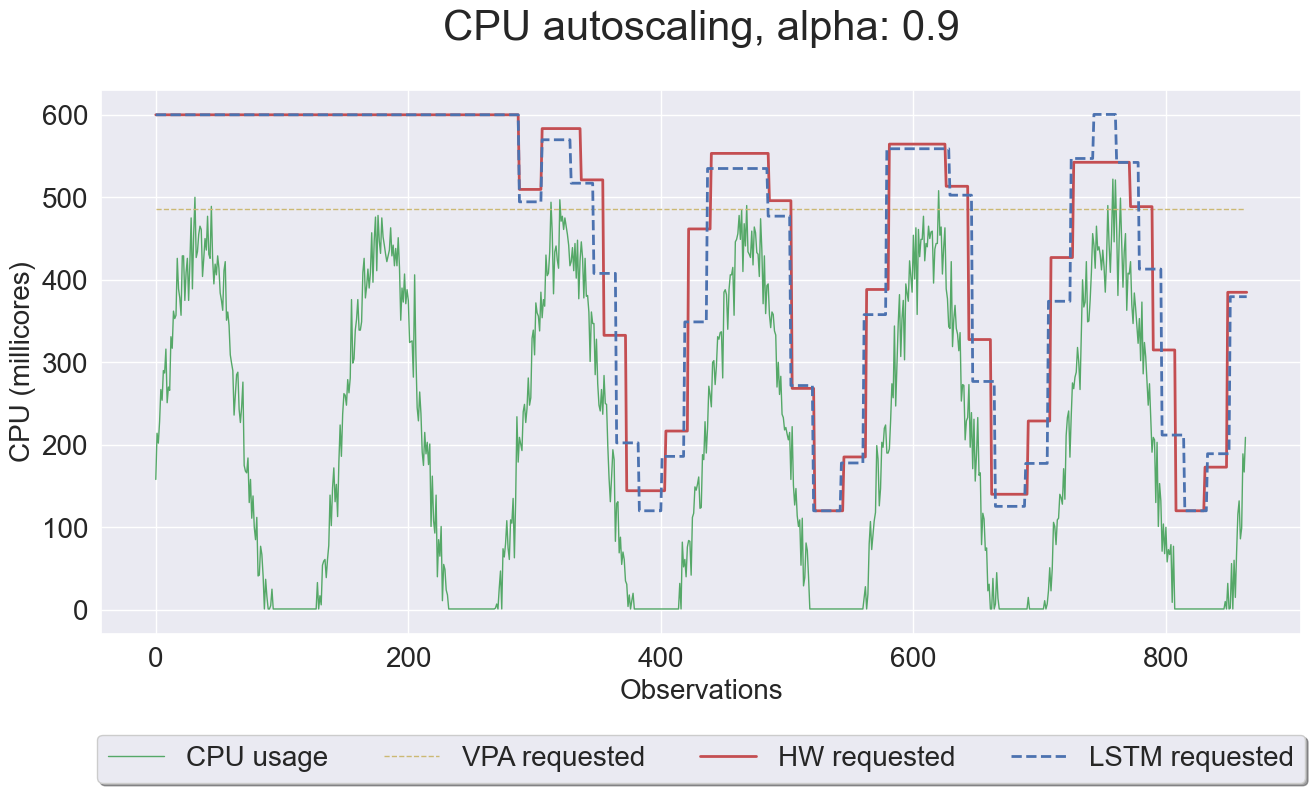 CPU autoscaling, alpha: 0.9
CPU (millicores)
600
500
400
300
200
100
0
0 200 400 600 800
Observations
CPU usage VPA requested HW requested LSTM requested